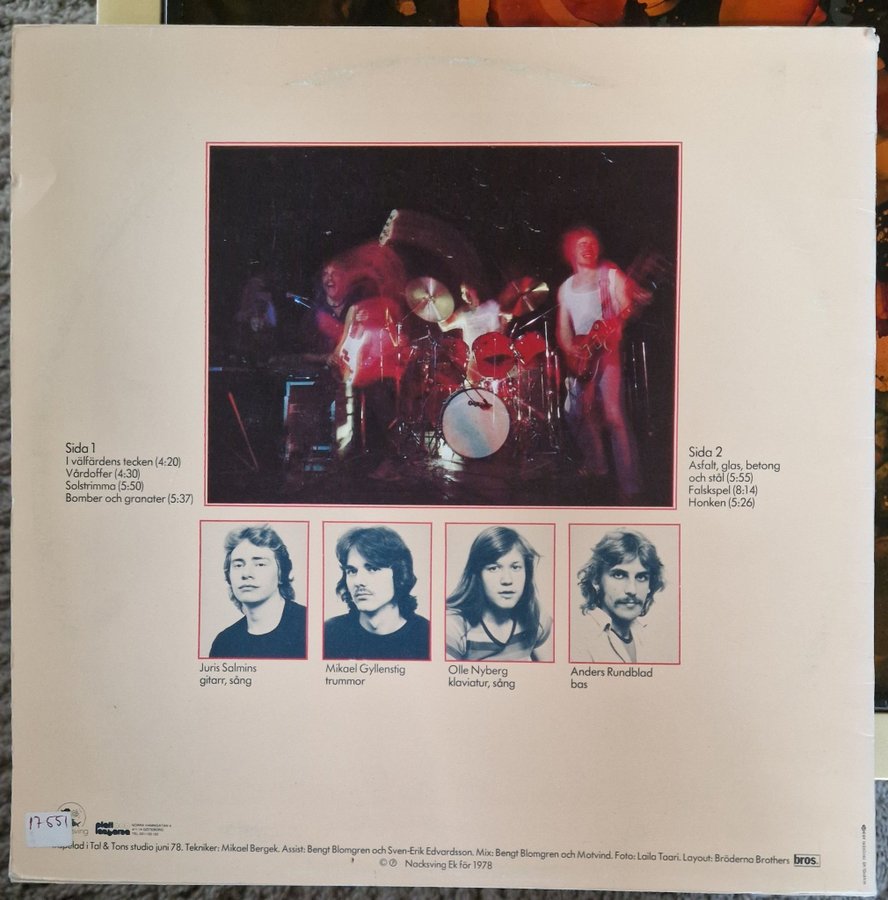 Sida 1
I välfärdens tecken (4:20)
Vårdoffer (4:30)
Solstrimma (5:50)
Bomber och granater (5:37)
Sida 2
Asfalt, glas, betong
och stål (5:55)
Falskspel (8:14)
Honken (5:26)
Juris Salmins
gitarr, sång
Mikael Gyllenstig
trummor
Olle Nyberg
klaviatur, sång
Anders Rundblad
bas
17551
i Tal & Tons studio juni 78. Tekniker: Mikael Bergek. Assist: Bengt Blomgren och Sven-Erik Edvardsson. Mix: Bengt Blomgren och Motvind. Foto: Laila Taari. Layout: Bröderna Brothers bros.
© ℗ Nacksving Ek för 1978